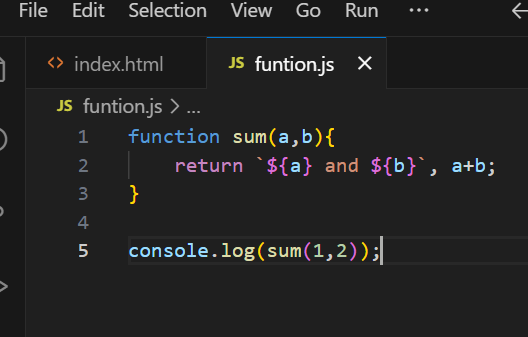 File Edit Selection View Go Run ...
<> index.html JS funtion.js ×
JS funtion.js > ...
1 function sum(a,b){
2     return `${a} and ${b}`, a+b;
3 }
4
5 console.log(sum(1,2));